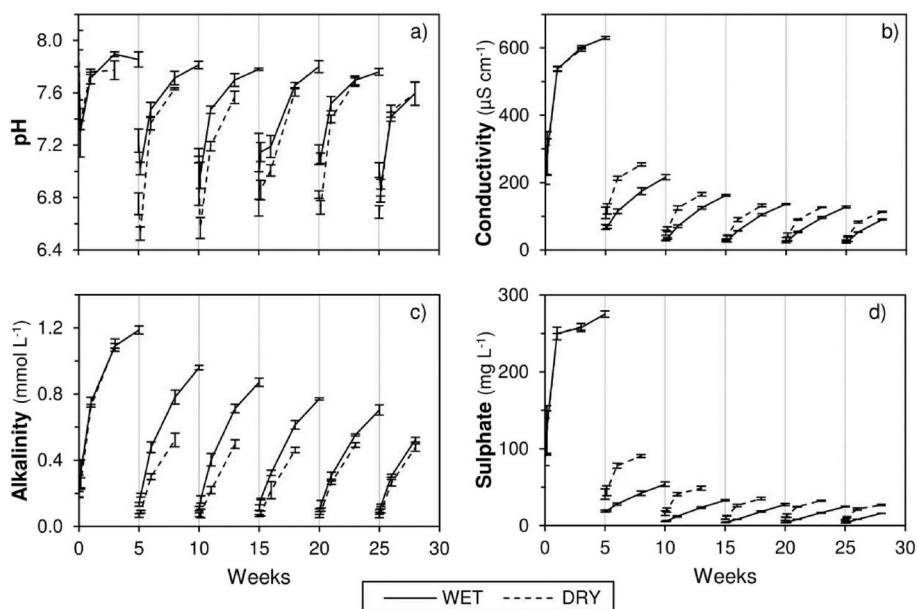 a)
8.0
7.6
7.2
6.8
6.4
pH
b)
600
400
200
0
Conductivity (µS cm⁻¹)
c)
1.2
0.8
0.4
0.0
Alkalinity (mmol L⁻¹)
0 5 10 15 20 25 30
Weeks
d)
300
200
100
0
Sulphate (mg L⁻¹)
0 5 10 15 20 25 30
Weeks
WET DRY